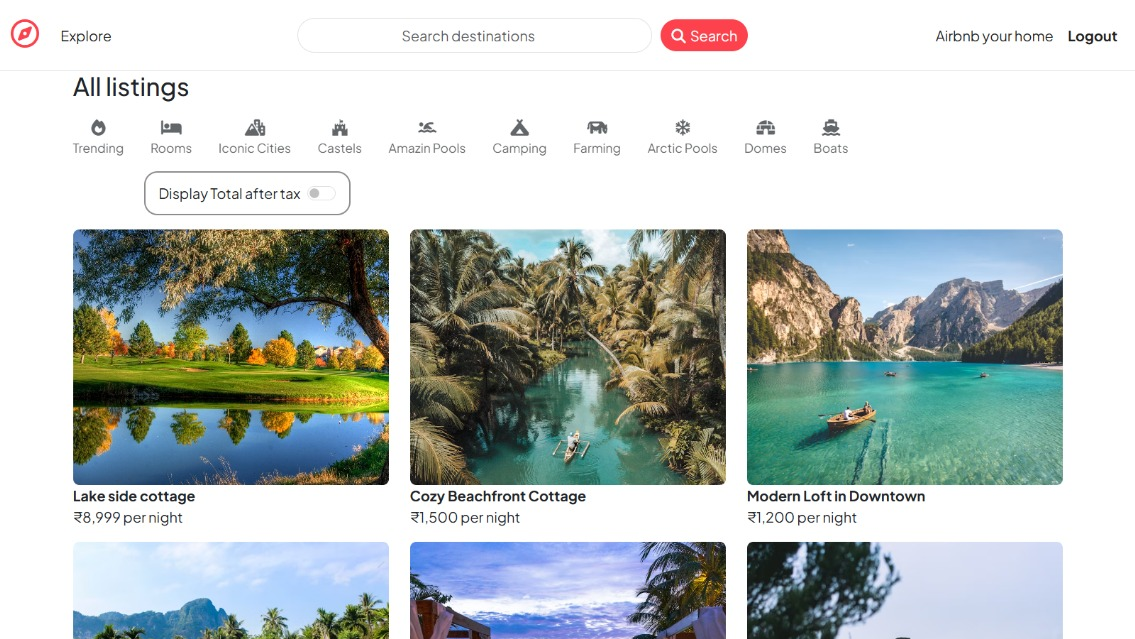 Explore
Search destinations
Search
Airbnb your home
Logout
All listings
Trending
Rooms
Iconic Cities
Castels
Amazin Pools
Camping
Farming
Arctic Pools
Domes
Boats
Display Total after tax
Lake side cottage
₹8,999 per night
Cozy Beachfront Cottage
₹1,500 per night
Modern Loft in Downtown
₹1,200 per night